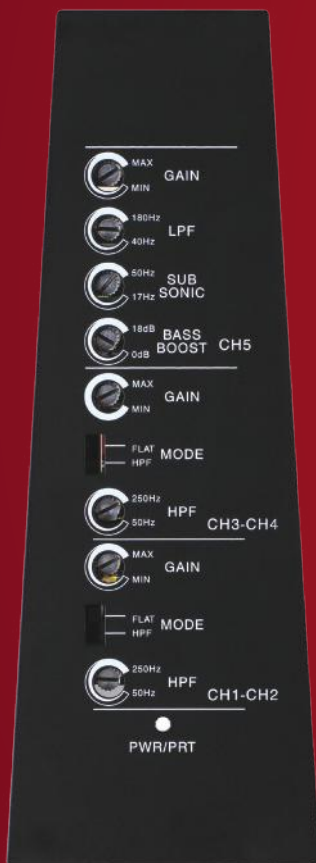 MAX
GAIN
MIN
180Hz
LPF
40Hz
50Hz
SUB
SONIC
17Hz
18dB
BASS
BOOST
0dB
CH5
MAX
GAIN
MIN
FLAT
MODE
HPF
250Hz
HPF
50Hz
CH3-CH4
MAX
GAIN
MIN
FLAT
MODE
HPF
250Hz
HPF
50Hz
CH1-CH2
PWR/PRT